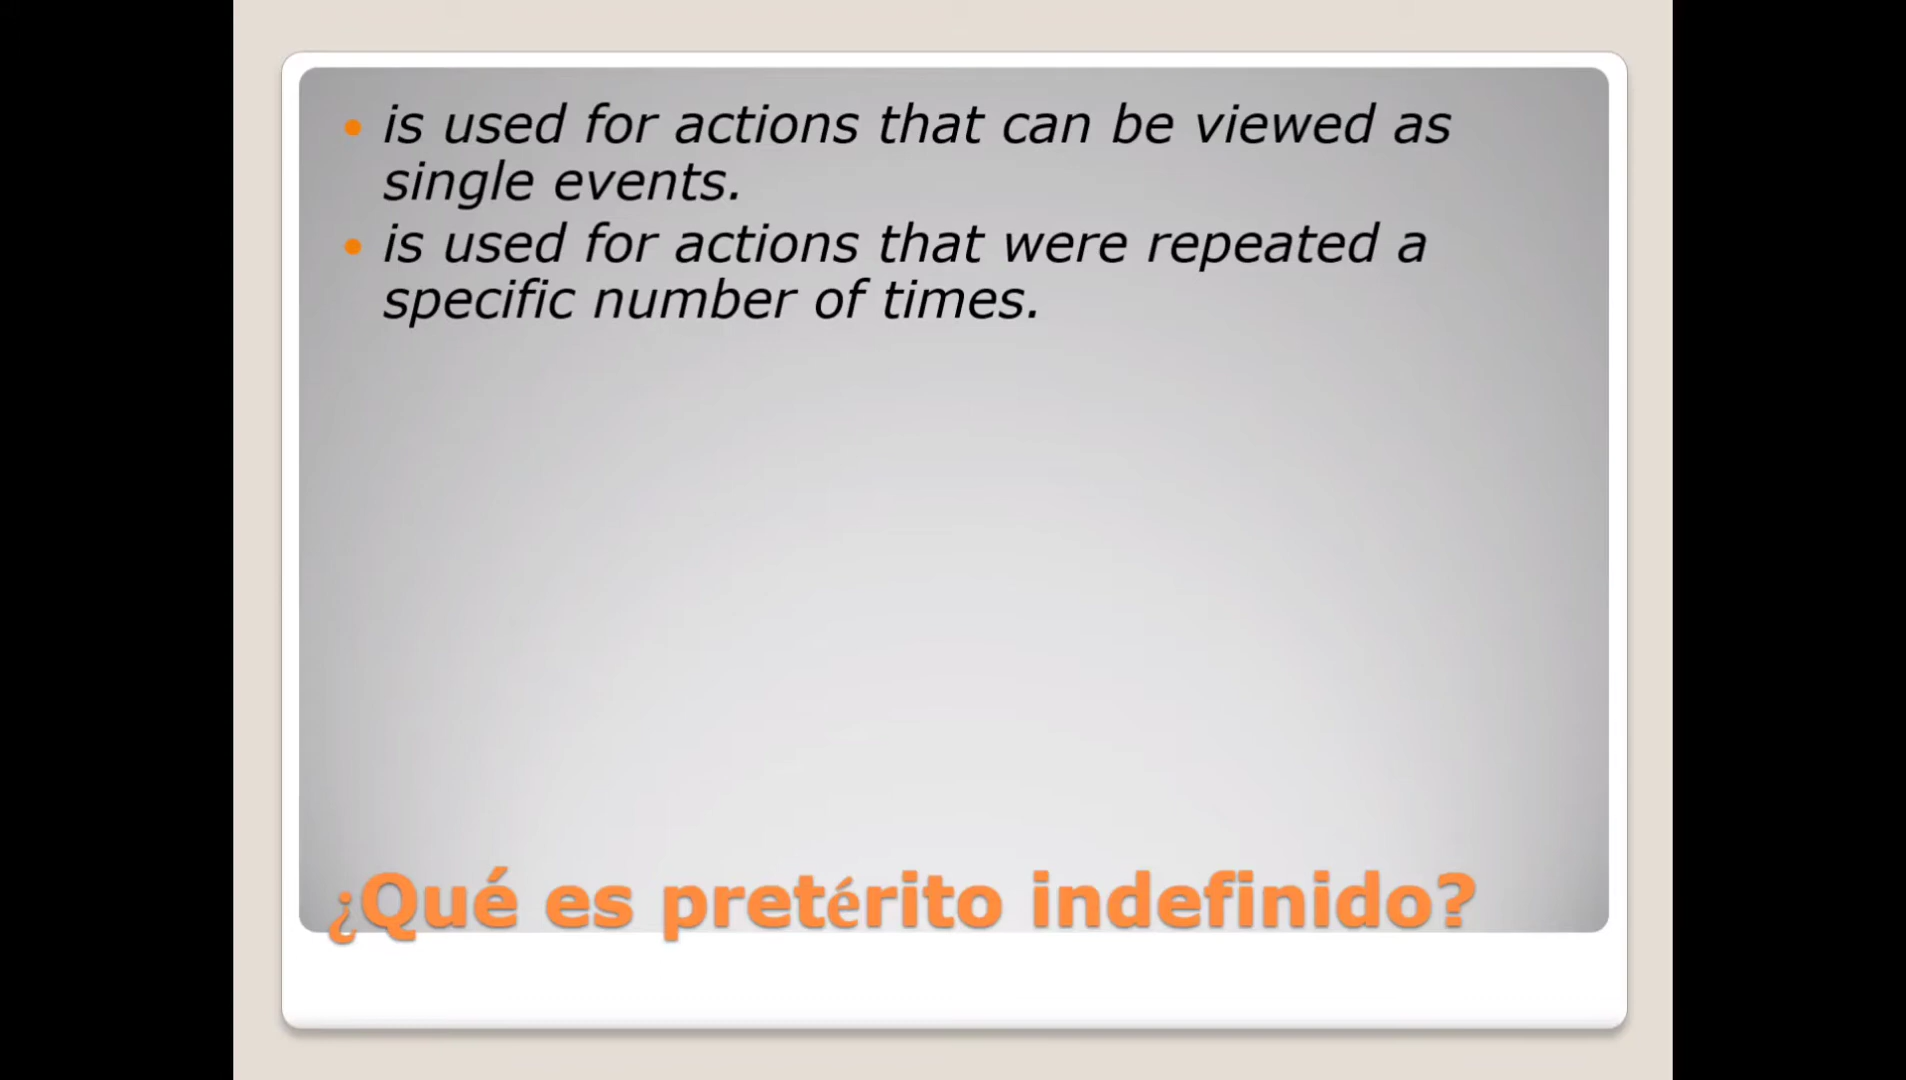 • is used for actions that can be viewed as
single events.
• is used for actions that were repeated a
specific number of times.
¿Qué es pretérito indefinido?